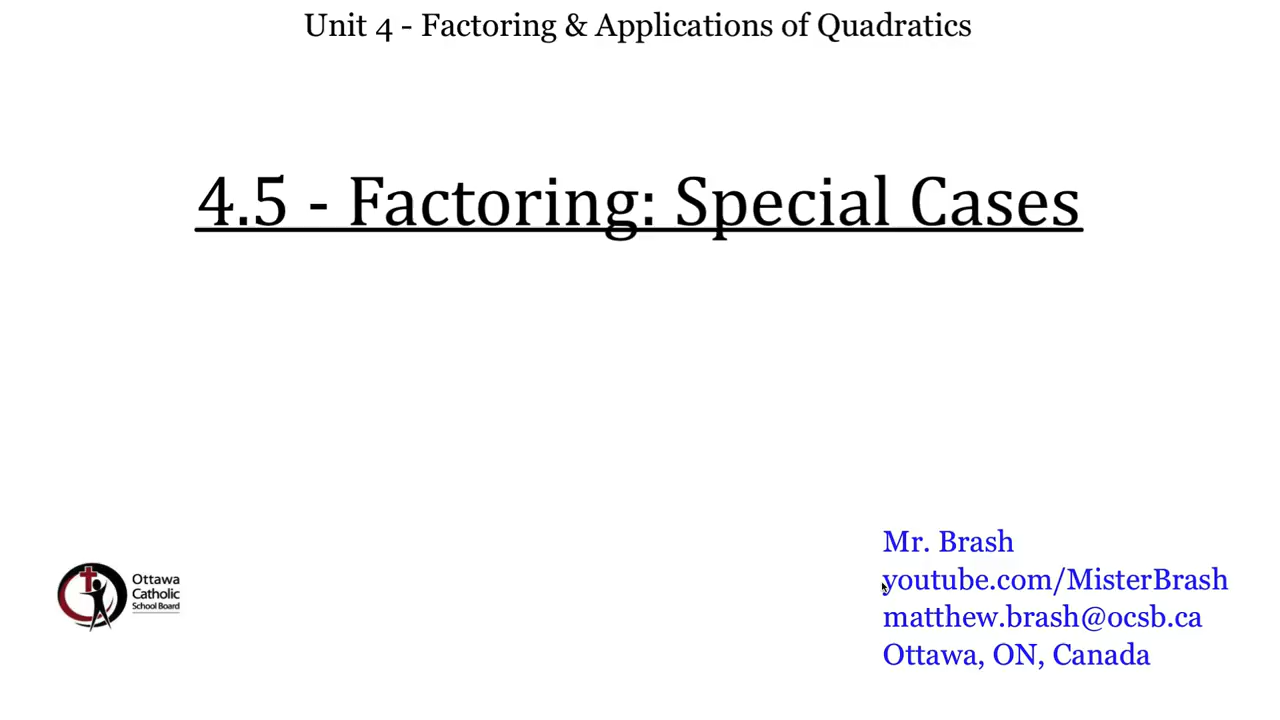 Unit 4 - Factoring & Applications of Quadratics
4.5 - Factoring: Special Cases
Mr. Brash
youtube.com/MisterBrash
matthew.brash@ocsb.ca
Ottawa, ON, Canada
Ottawa
Catholic
School Board